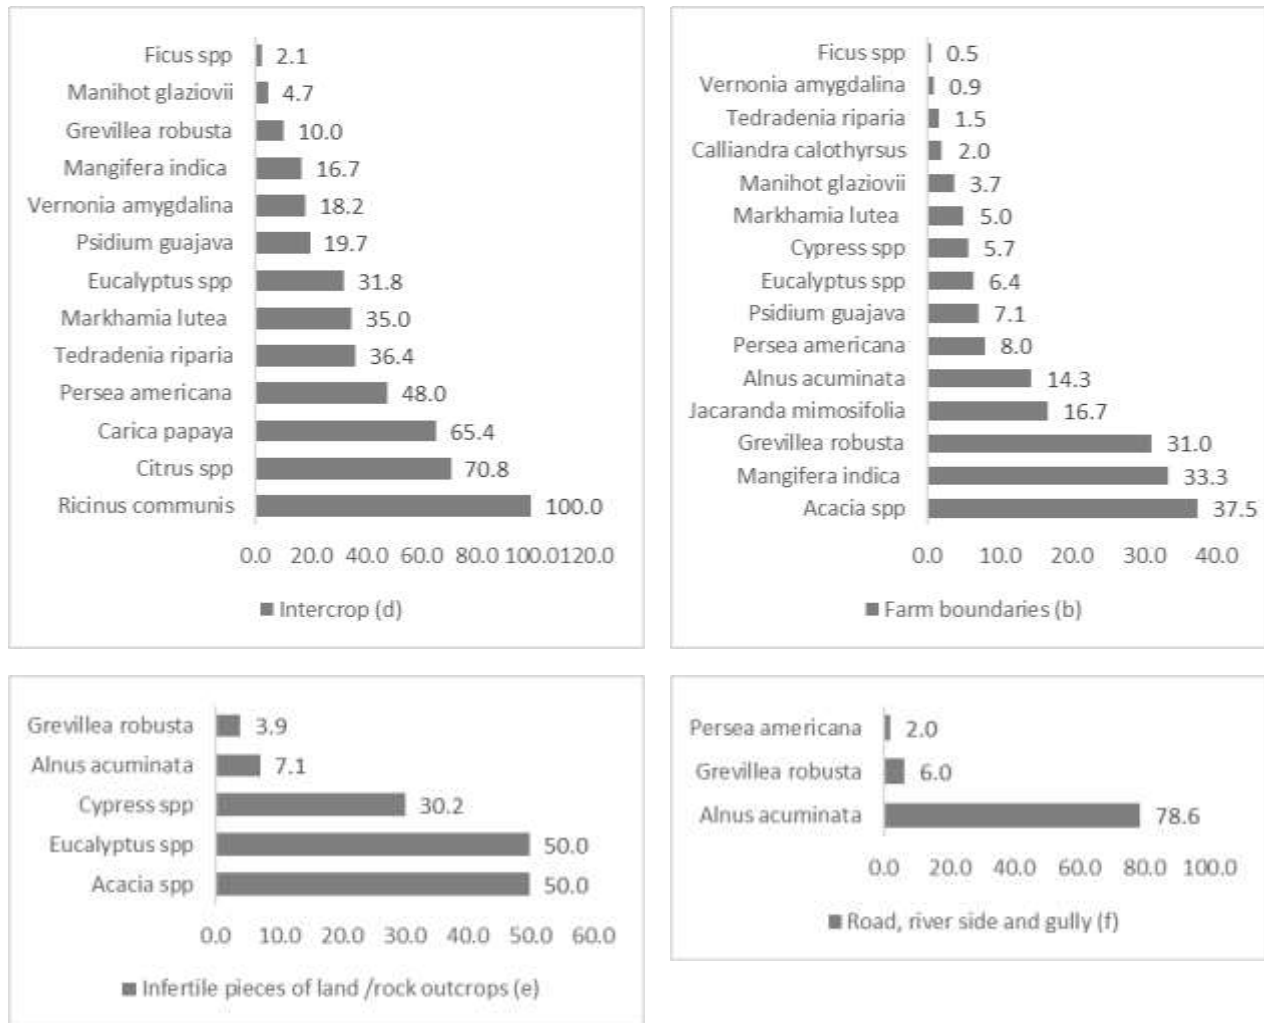 Ficus spp 2.1
Manihot glaziovii 4.7
Grevillea robusta 10.0
Mangifera indica 16.7
Vernonia amygdalina 18.2
Psidium guajava 19.7
Eucalyptus spp 31.8
Markhamia lutea 35.0
Tedradenia riparia 36.4
Persea americana 48.0
Carica papaya 65.4
Citrus spp 70.8
Ricinus communis 100.0
0.0 20.0 40.0 60.0 80.0 100.0 120.0
Intercrop (d)
Ficus spp 0.5
Vernonia amygdalina 0.9
Tedradenia riparia 1.5
Calliandra calothyrsus 2.0
Manihot glaziovii 3.7
Markhamia lutea 5.0
Cypress spp 5.7
Eucalyptus spp 6.4
Psidium guajava 7.1
Persea americana 8.0
Alnus acuminata 14.3
Jacaranda mimosifolia 16.7
Grevillea robusta 31.0
Mangifera indica 33.3
Acacia spp 37.5
0.0 10.0 20.0 30.0 40.0
Farm boundaries (b)
Grevillea robusta 3.9
Alnus acuminata 7.1
Cypress spp 30.2
Eucalyptus spp 50.0
Acacia spp 50.0
0.0 10.0 20.0 30.0 40.0 50.0 60.0
Infertile pieces of land /rock outcrops (e)
Persea americana 2.0
Grevillea robusta 6.0
Alnus acuminata 78.6
0.0 20.0 40.0 60.0 80.0 100.0
Road, river side and gully (f)